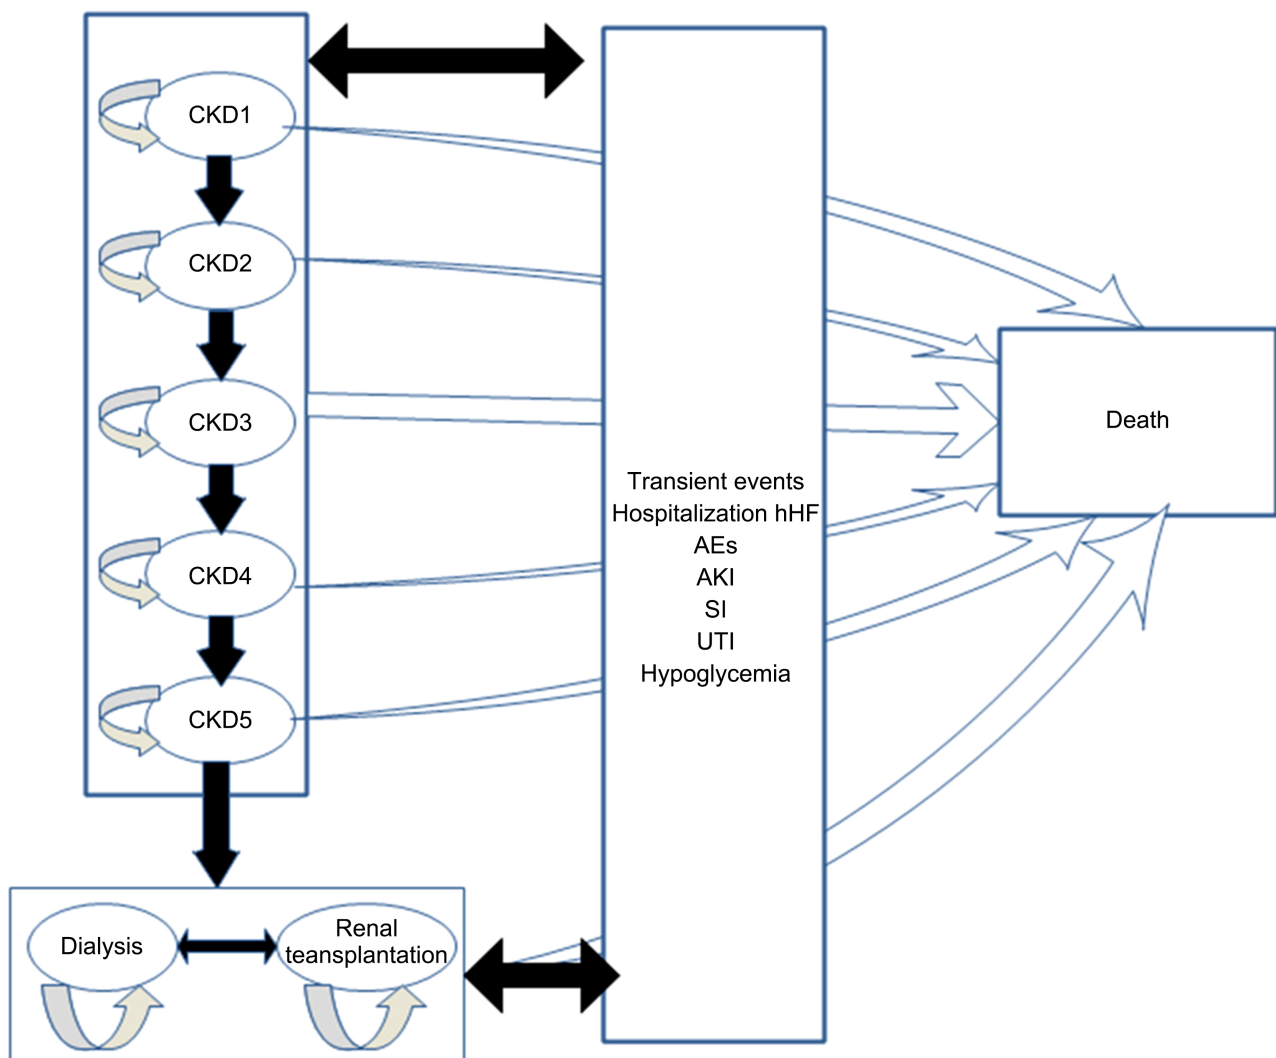 CKD1
CKD2
CKD3
CKD4
CKD5
Dialysis
Renal
teansplantation
Transient events
Hospitalization hHF
AEs
AKI
SI
UTI
Hypoglycemia
Death